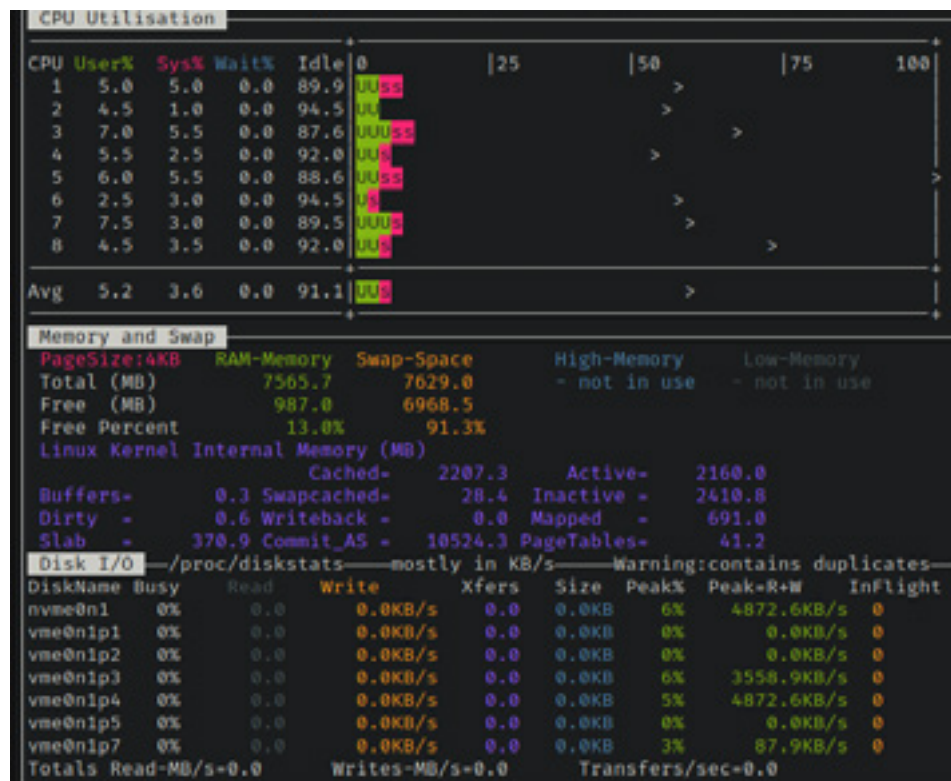 CPU Utilisation
CPU User% Sys% Wait% Idle|0 |25 |50 |75 100|
1 5.0 5.0 0.0 89.9|UUss >
2 4.5 1.0 0.0 94.5|UU >
3 7.0 5.5 0.0 87.6|UUUss >
4 5.5 2.5 0.0 92.0|UUs >
5 6.0 5.5 0.0 88.6|UUss >
6 2.5 3.0 0.0 94.5|Us >
7 7.5 3.0 0.0 89.5|UUUs >
8 4.5 3.5 0.0 92.0|UUs >
Avg 5.2 3.6 0.0 91.1|UUs >
Memory and Swap
PageSize:4KB RAM-Memory Swap-Space High-Memory Low-Memory
Total (MB) 7565.7 7629.0 - not in use - not in use
Free (MB) 987.0 6968.5
Free Percent 13.0% 91.3%
Linux Kernel Internal Memory (MB)
Cached= 2207.3 Active= 2160.0
Buffers= 0.3 Swapcached= 28.4 Inactive = 2410.8
Dirty = 0.6 Writeback = 0.0 Mapped = 691.0
Slab = 370.9 Commit_AS = 10524.3 PageTables= 41.2
Disk I/O —/proc/diskstats——mostly in KB/s——Warning:contains duplicates—
DiskName Busy Read Write Xfers Size Peak% Peak=R+W InFlight
nvme0n1 0% 0.0 0.0KB/s 0.0 0.0KB 6% 4872.6KB/s 0
vme0n1p1 0% 0.0 0.0KB/s 0.0 0.0KB 0% 0.0KB/s 0
vme0n1p2 0% 0.0 0.0KB/s 0.0 0.0KB 0% 0.0KB/s 0
vme0n1p3 0% 0.0 0.0KB/s 0.0 0.0KB 6% 3558.9KB/s 0
vme0n1p4 0% 0.0 0.0KB/s 0.0 0.0KB 5% 4872.6KB/s 0
vme0n1p5 0% 0.0 0.0KB/s 0.0 0.0KB 0% 0.0KB/s 0
vme0n1p7 0% 0.0 0.0KB/s 0.0 0.0KB 3% 87.9KB/s 0
Totals Read-MB/s=0.0 Writes-MB/s=0.0 Transfers/sec=0.0